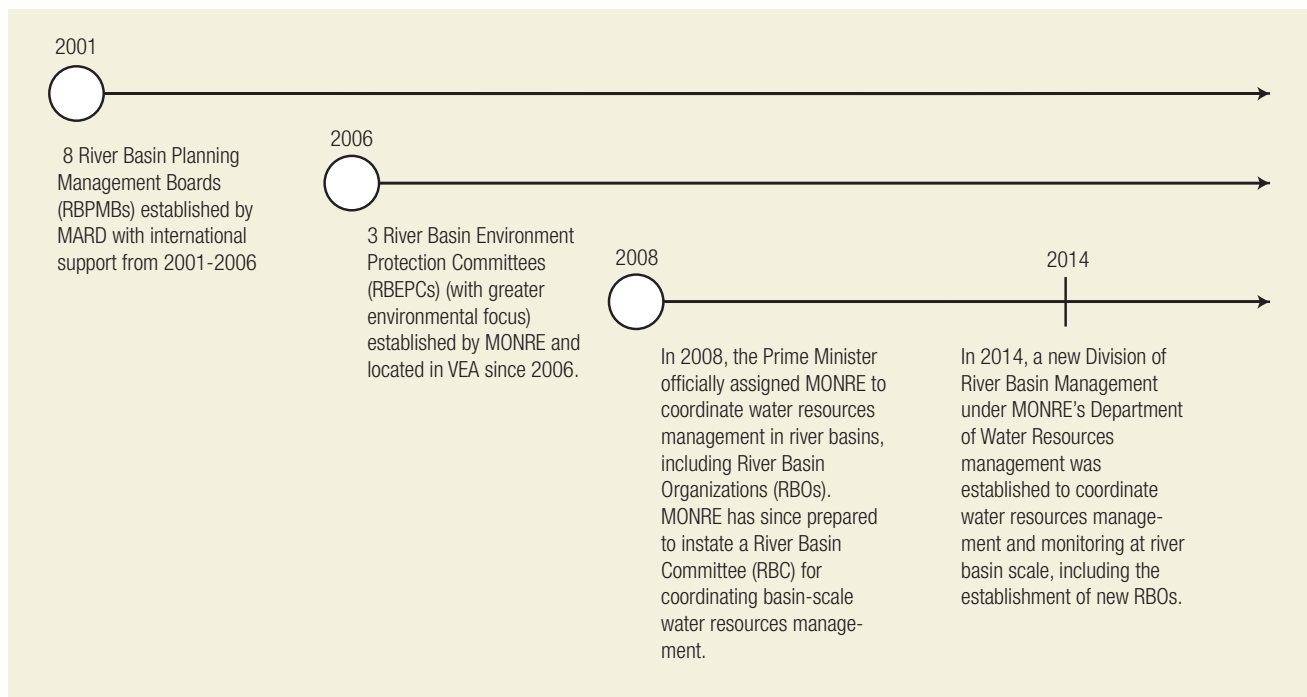 2001
8 River Basin Planning
Management Boards
(RBPMBs) established by
MARD with international
support from 2001-2006
2006
3 River Basin Environment
Protection Committees
(RBEPCs) (with greater
environmental focus)
established by MONRE and
located in VEA since 2006.
2008
In 2008, the Prime Minister
officially assigned MONRE to
coordinate water resources
management in river basins,
including River Basin
Organizations (RBOs).
MONRE has since prepared
to instate a River Basin
Committee (RBC) for
coordinating basin-scale
water resources manage-
ment.
2014
In 2014, a new Division of
River Basin Management
under MONRE’s Department
of Water Resources
management was
established to coordinate
water resources manage-
ment and monitoring at river
basin scale, including the
establishment of new RBOs.